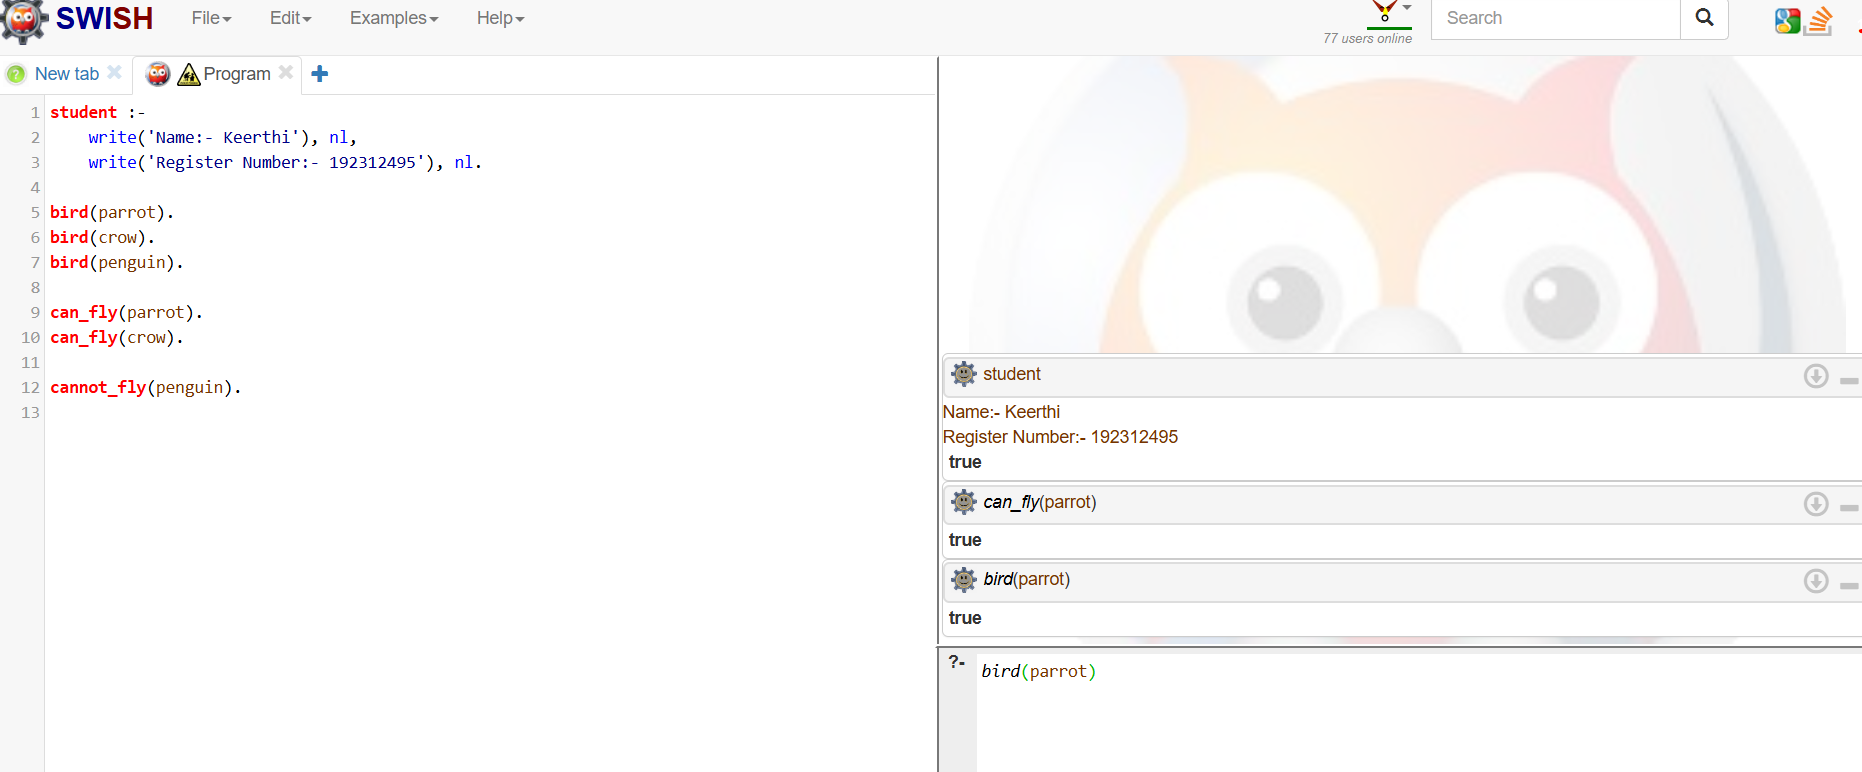 SWISH File Edit Examples Help
77 users online
Search
New tab Program
1 student :-
2 write('Name:- Keerthi'), nl,
3 write('Register Number:- 192312495'), nl.
4
5 bird(parrot).
6 bird(crow).
7 bird(penguin).
8
9 can_fly(parrot).
10 can_fly(crow).
11
12 cannot_fly(penguin).
13
student
Name:- Keerthi
Register Number:- 192312495
true
can_fly(parrot)
true
bird(parrot)
true
?- bird(parrot)